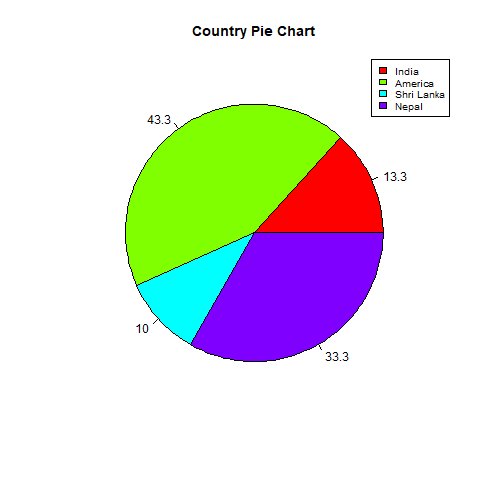 Country Pie Chart
India
America
Shri Lanka
Nepal
43.3
13.3
10
33.3